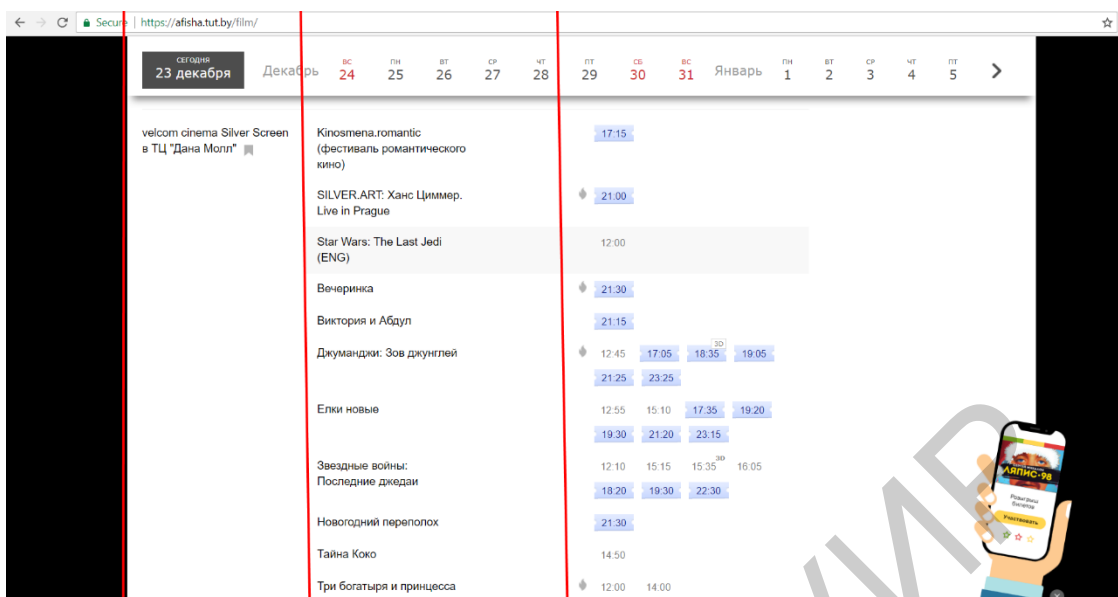 Secure | https://afisha.tut.by/film/
СЕГОДНЯ
23 декабря
Декабрь
ВС 24
ПН 25
ВТ 26
СР 27
ЧТ 28
ПТ 29
СБ 30
ВС 31
Январь
ПН 1
ВТ 2
СР 3
ЧТ 4
ПТ 5
velcom cinema Silver Screen
в ТЦ "Дана Молл"
Kinosmena.romantic
(фестиваль романтического
кино)
17:15
SILVER.ART: Ханс Циммер.
Live in Prague
21:00
Star Wars: The Last Jedi
(ENG)
12:00
Вечеринка
21:30
Виктория и Абдул
21:15
Джуманджи: Зов джунглей
12:45 17:05 18:35 3D 19:05
21:25 23:25
Елки новые
12:55 15:10 17:35 19:20
19:30 21:20 23:15
Звездные войны:
Последние джедаи
12:10 15:15 15:35 3D 16:05
18:20 19:30 22:30
Новогодний переполох
21:30
Тайна Коко
14:50
Три богатыря и принцесса
12:00 14:00
ЛЯПИС-98
Розыгрыш
билетов
Участвовать
УИР